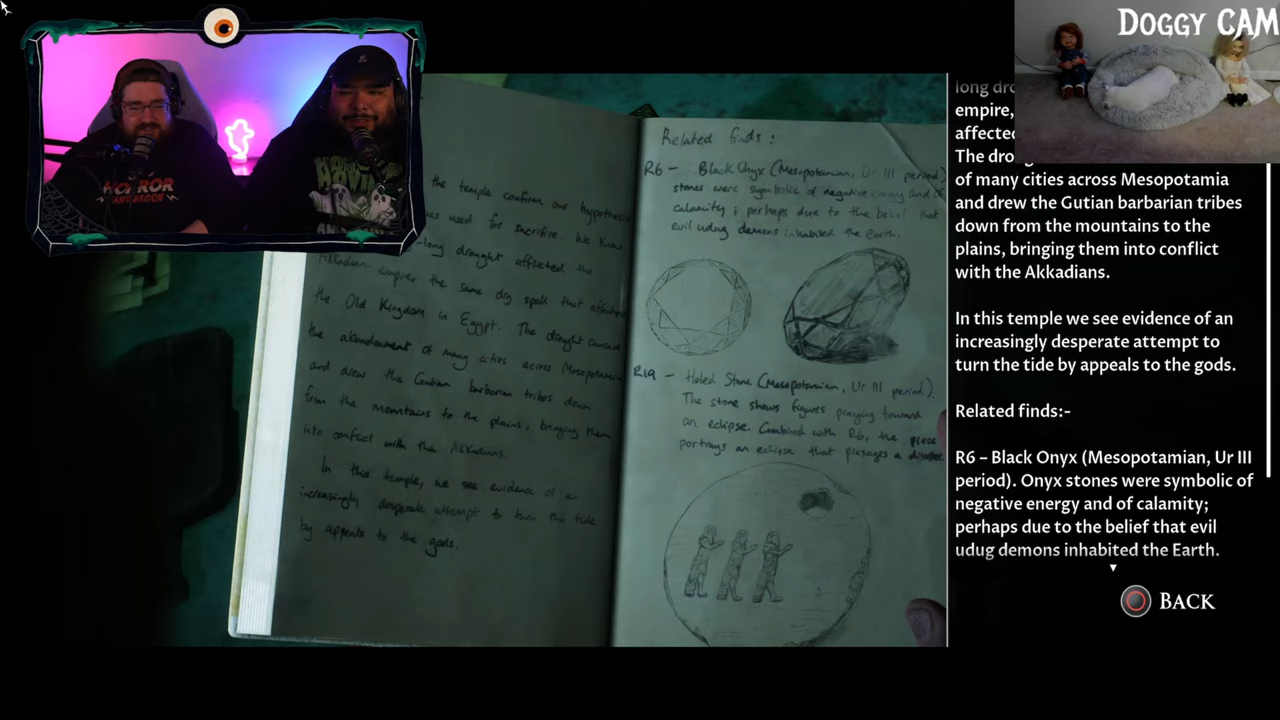 DOGGY CAM
HORROR
HAVIN
the temple confirm our hypothesis
used for sacrifice. We know
-long drought afflicted the
Akkadian empire, the same dry spell that affected
the Old Kingdom in Egypt. The drought caused
the abandonment of many cities across Mesopotamia
and drew the Gutian barbarian tribes down
from the mountains to the plains, bringing them
into conflict with the Akkadians.
In this temple, we see evidence of an
increasingly desperate attempt to turn the tide
by appeals to the gods.
Related finds:
R6 – Black Onyx (Mesopotamian, Ur III period)
stones were symbolic of negative energy and of
calamity; perhaps due to the belief that
evil udug demons inhabited the Earth.
R19 – Holed Stone (Mesopotamian, Ur III period).
The stone shows figures praying toward
an eclipse. Combined with R6, the piece
portrays an eclipse that presages a
long
empire,
affected
The
of many cities across Mesopotamia
and drew the Gutian barbarian tribes
down from the mountains to the
plains, bringing them into conflict
with the Akkadians.
In this temple we see evidence of an
increasingly desperate attempt to
turn the tide by appeals to the gods.
Related finds:-
R6 – Black Onyx (Mesopotamian, Ur III
period). Onyx stones were symbolic of
negative energy and of calamity;
perhaps due to the belief that evil
udug demons inhabited the Earth.
BACK